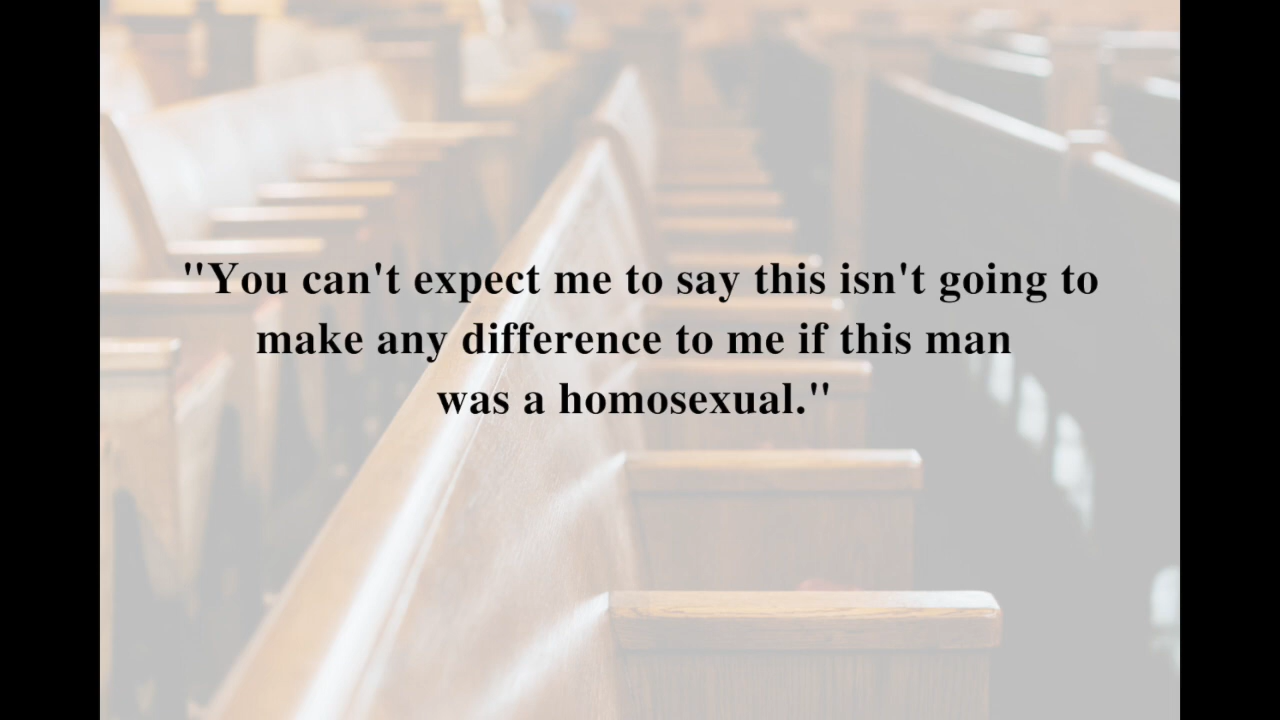 "You can't expect me to say this isn't going to
make any difference to me if this man
was a homosexual."